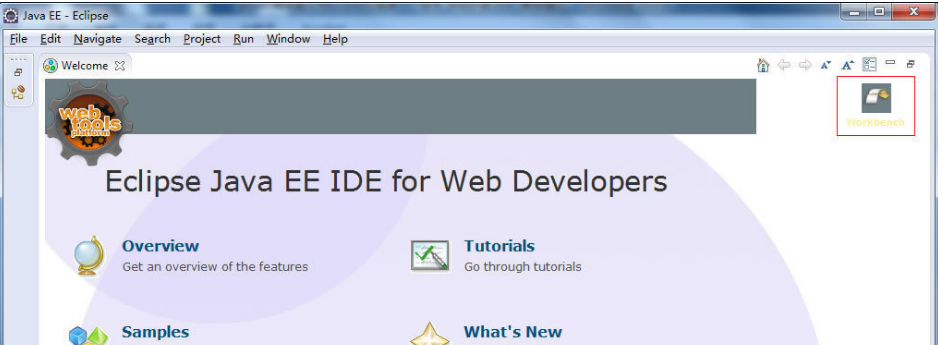 Java EE - Eclipse
File Edit Navigate Search Project Run Window Help
Welcome
web
tools
platform
Workbench
Eclipse Java EE IDE for Web Developers
Overview
Get an overview of the features
Tutorials
Go through tutorials
Samples
What's New